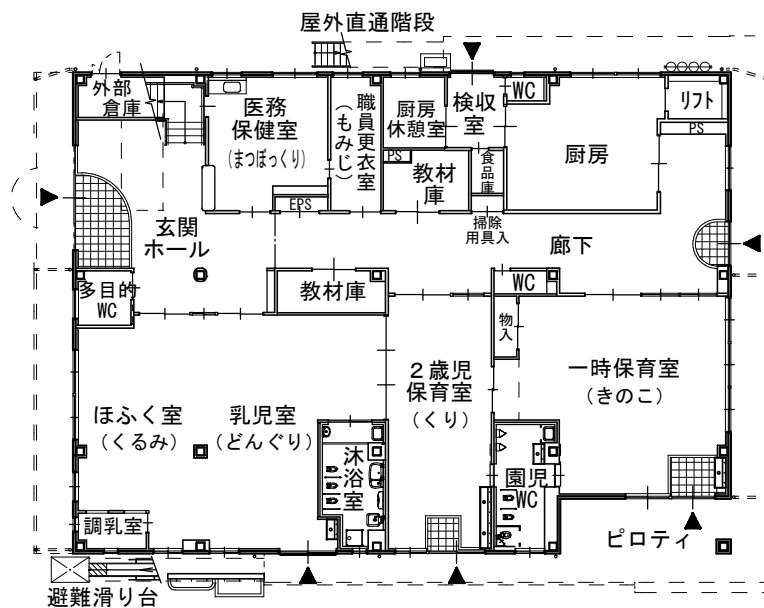 屋外直通階段
外部
倉庫
医務
保健室
(まつぼっくり)
職員更衣室
(もみじ)
厨房
休憩室
検収
室
WC
リフト
PS
厨房
PS
教材
庫
食品庫
EPS
掃除
用具入
玄関
ホール
廊下
多目的
WC
教材庫
WC
物入
2歳児
保育室
(くり)
一時保育室
(きのこ)
ほふく室
(くるみ)
乳児室
(どんぐり)
沐浴室
園児
WC
調乳室
ピロティ
避難滑り台